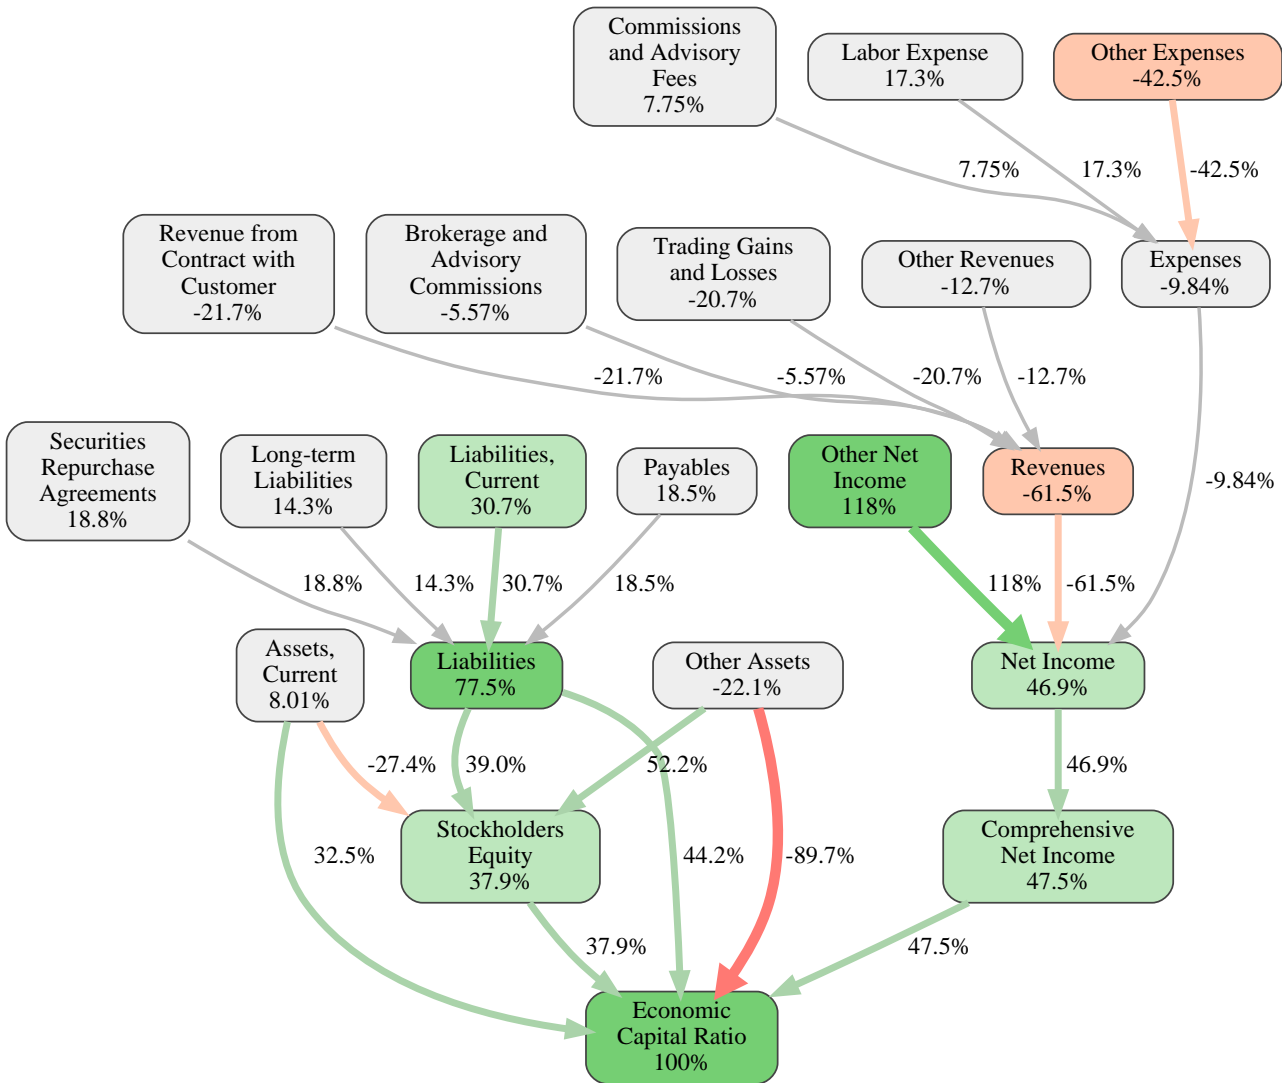 Commissions
and Advisory
Fees
7.75%
Labor Expense
17.3%
Other Expenses
-42.5%
7.75%
17.3%
-42.5%
Revenue from
Contract with
Customer
-21.7%
Brokerage and
Advisory
Commissions
-5.57%
Trading Gains
and Losses
-20.7%
Other Revenues
-12.7%
Expenses
-9.84%
-21.7%
-5.57%
-20.7%
-12.7%
-9.84%
Securities
Repurchase
Agreements
18.8%
Long-term
Liabilities
14.3%
Liabilities,
Current
30.7%
Payables
18.5%
Other Net
Income
118%
Revenues
-61.5%
18.8%
14.3%
30.7%
18.5%
118%
-61.5%
Assets,
Current
8.01%
Liabilities
77.5%
Other Assets
-22.1%
Net Income
46.9%
-27.4%
39.0%
52.2%
46.9%
Stockholders
Equity
37.9%
Comprehensive
Net Income
47.5%
32.5%
44.2%
-89.7%
37.9%
47.5%
Economic
Capital Ratio
100%